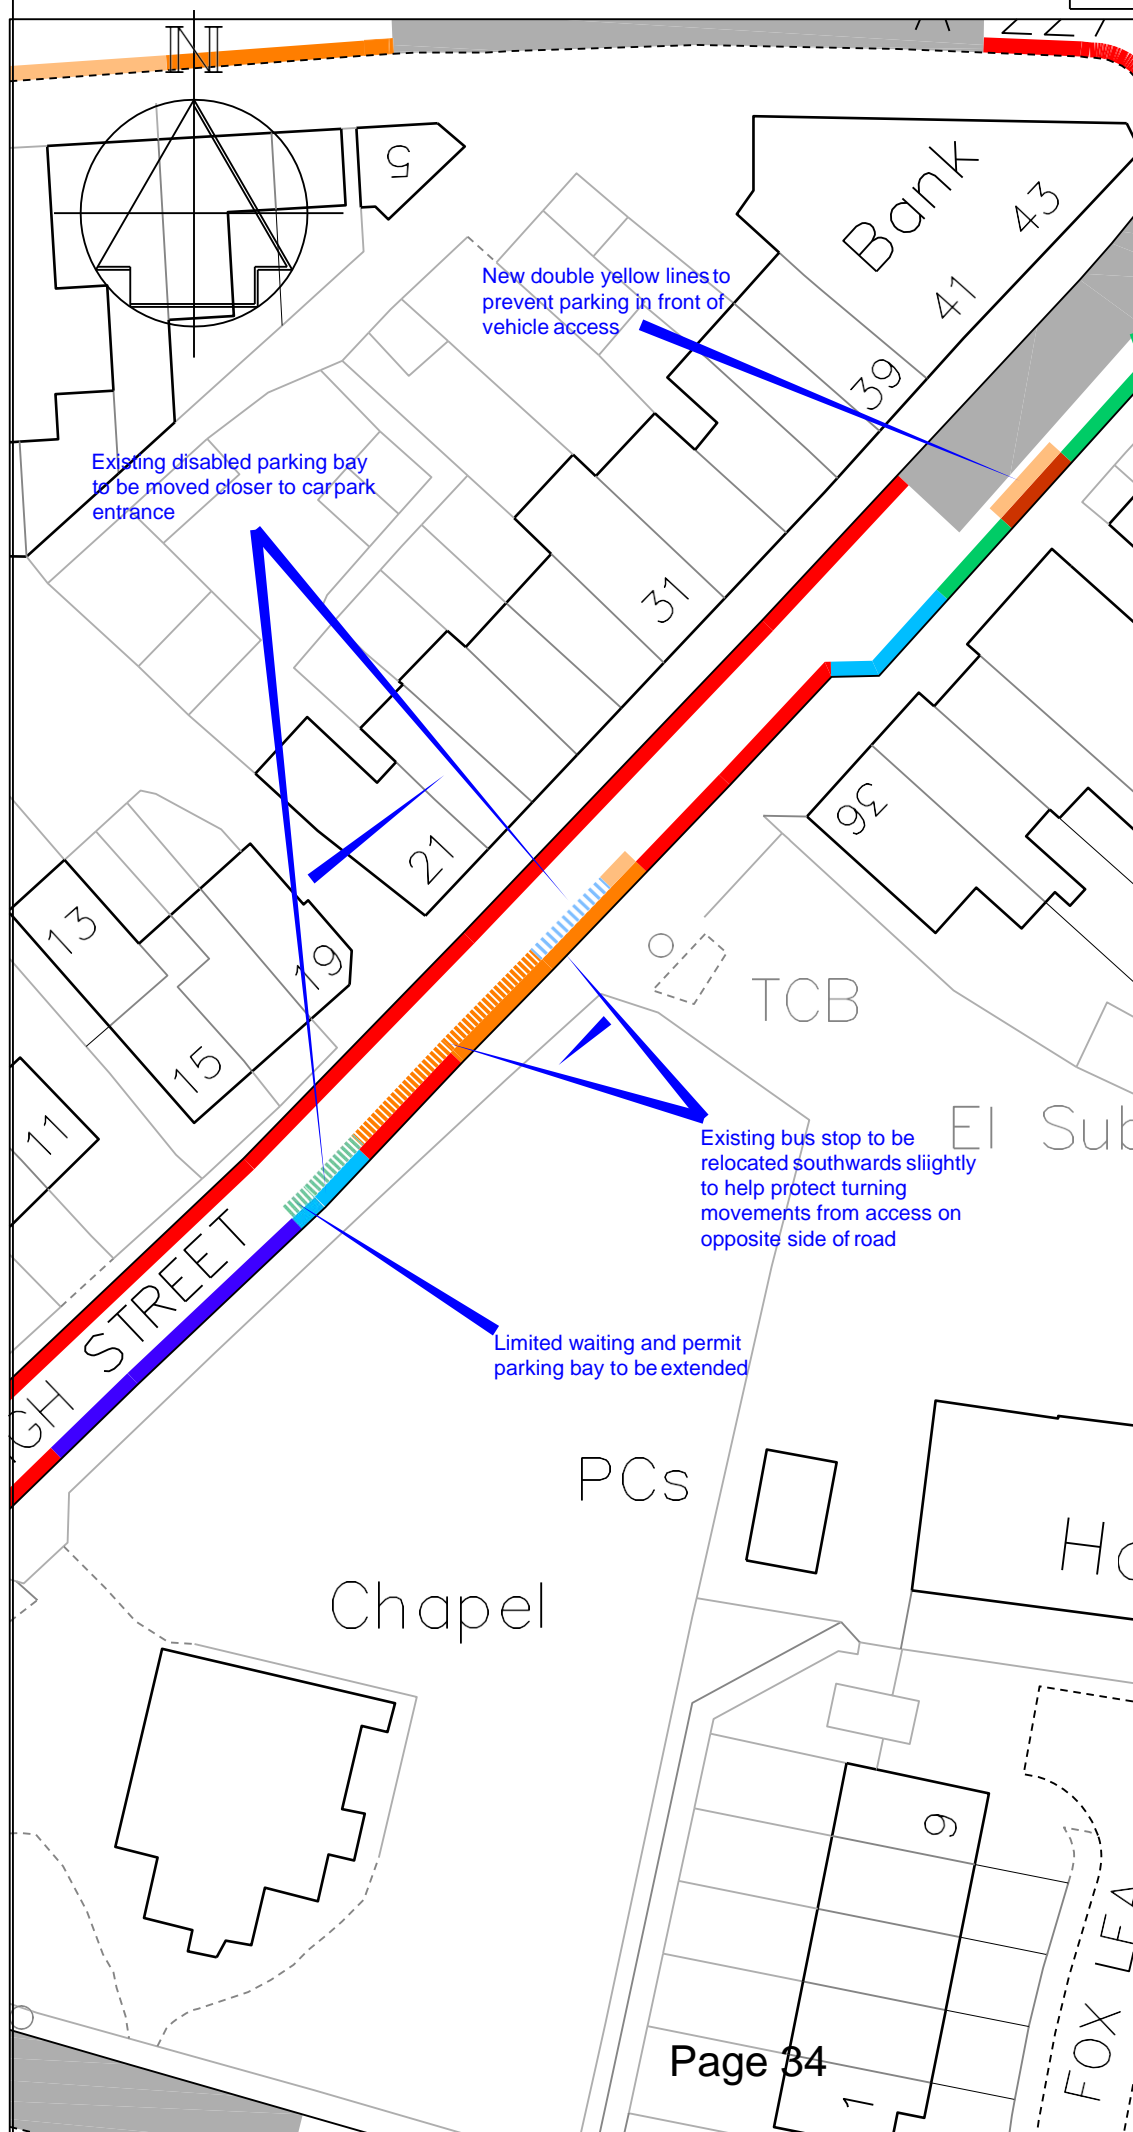 N
5
Bank
43
41
39
New double yellow lines to
prevent parking in front of
vehicle access
Existing disabled parking bay
to be moved closer to car park
entrance
31
36
21
13
19
15
11
TCB
El Sub
Existing bus stop to be
relocated southwards sliightly
to help protect turning
movements from access on
opposite side of road
GH STREET
Limited waiting and permit
parking bay to be extended
PCs
Ho
Chapel
9
FOX LEA
Page 34
1